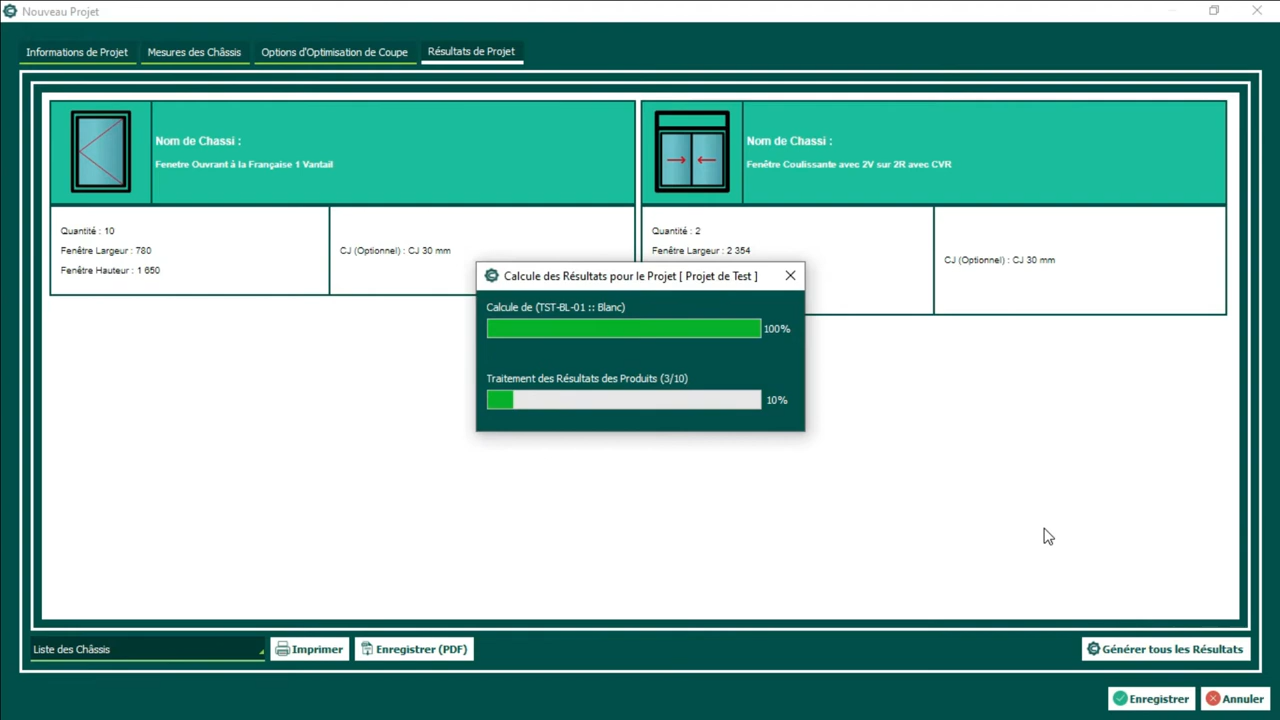 Nouveau Projet
Informations de Projet
Mesures des Châssis
Options d'Optimisation de Coupe
Résultats de Projet
Nom de Chassi :
Fenetre Ouvrant à la Française 1 Vantail
Quantité : 10
Fenêtre Largeur : 780
Fenêtre Hauteur : 1 650
CJ (Optionnel) : CJ 30 mm
Nom de Chassi :
Fenêtre Coulissante avec 2V sur 2R avec CVR
Quantité : 2
Fenêtre Largeur : 2 354
CJ (Optionnel) : CJ 30 mm
Calcule des Résultats pour le Projet [ Projet de Test ]
Calcule de (TST-BL-01 :: Blanc)
100%
Traitement des Résultats des Produits (3/10)
10%
Liste des Châssis
Imprimer
Enregistrer (PDF)
Générer tous les Résultats
Enregistrer
Annuler